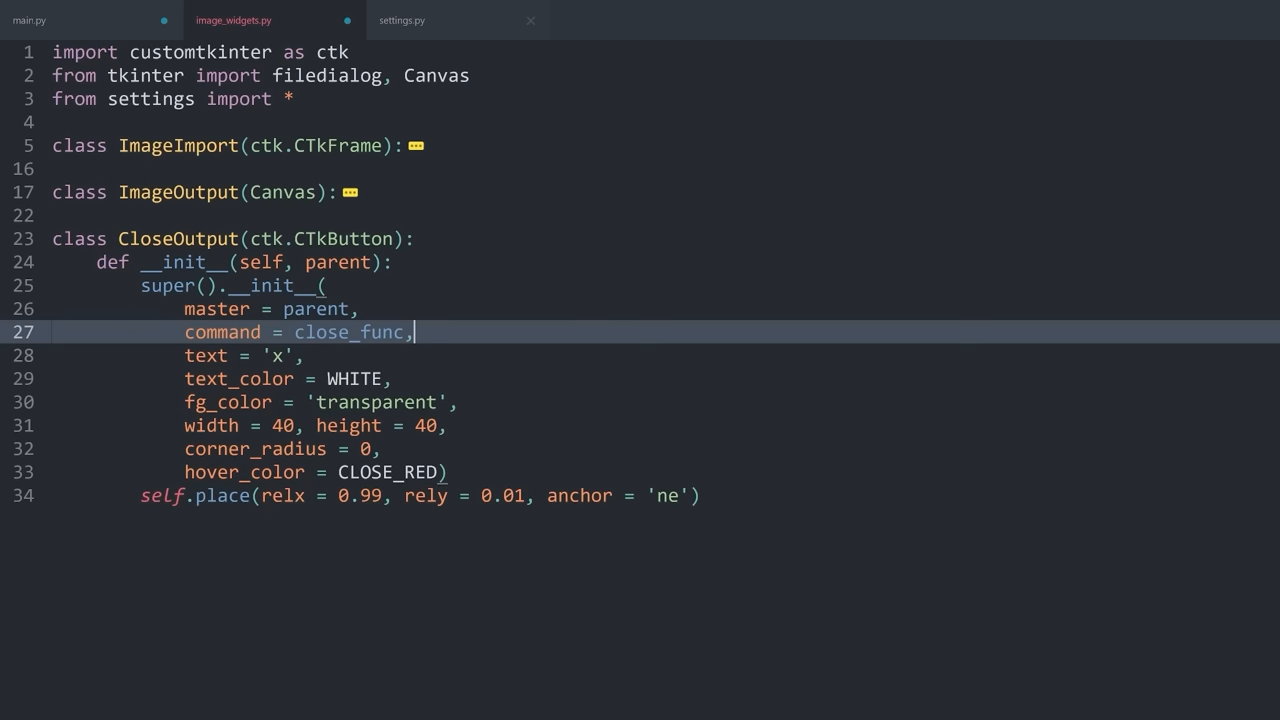 main.py image_widgets.py settings.py
1 import customtkinter as ctk
2 from tkinter import filedialog, Canvas
3 from settings import *
4
5 class ImageImport(ctk.CTkFrame):
16
17 class ImageOutput(Canvas):
22
23 class CloseOutput(ctk.CTkButton):
24     def __init__(self, parent):
25         super().__init__(
26             master = parent,
27             command = close_func,
28             text = 'x',
29             text_color = WHITE,
30             fg_color = 'transparent',
31             width = 40, height = 40,
32             corner_radius = 0,
33             hover_color = CLOSE_RED)
34         self.place(relx = 0.99, rely = 0.01, anchor = 'ne')